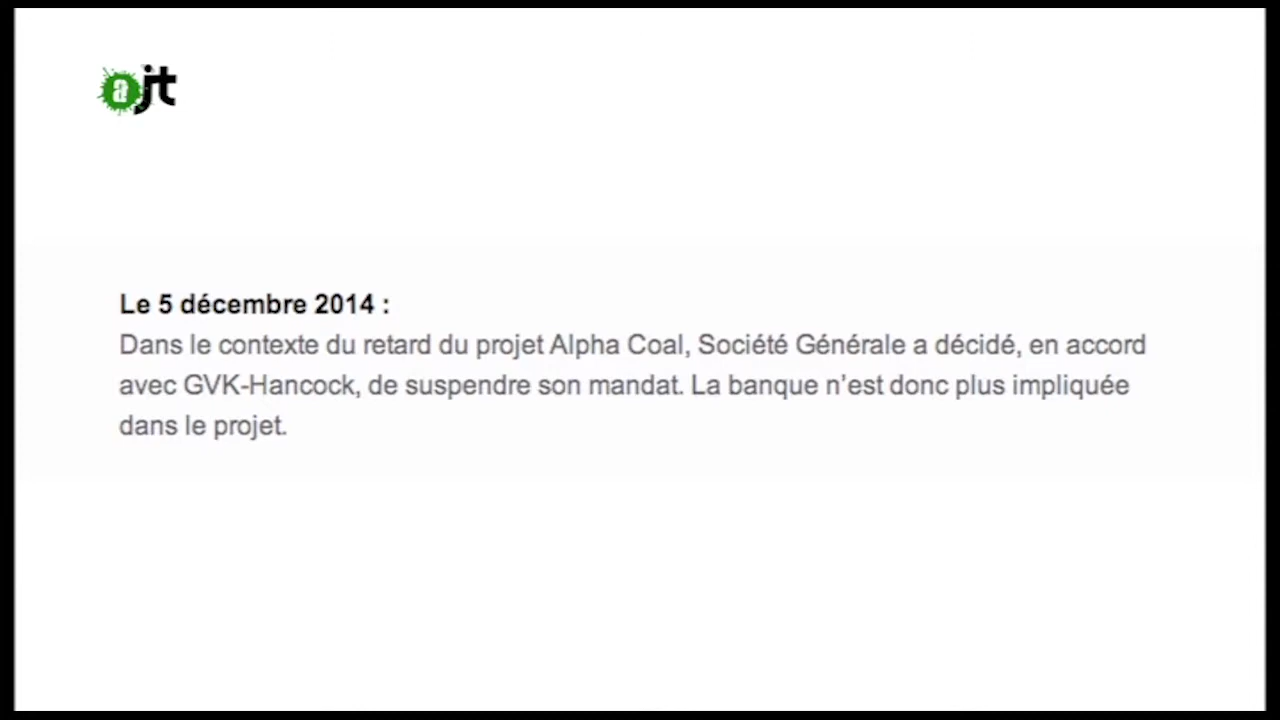 ajt
Le 5 décembre 2014 :
Dans le contexte du retard du projet Alpha Coal, Société Générale a décidé, en accord
avec GVK-Hancock, de suspendre son mandat. La banque n’est donc plus impliquée
dans le projet.